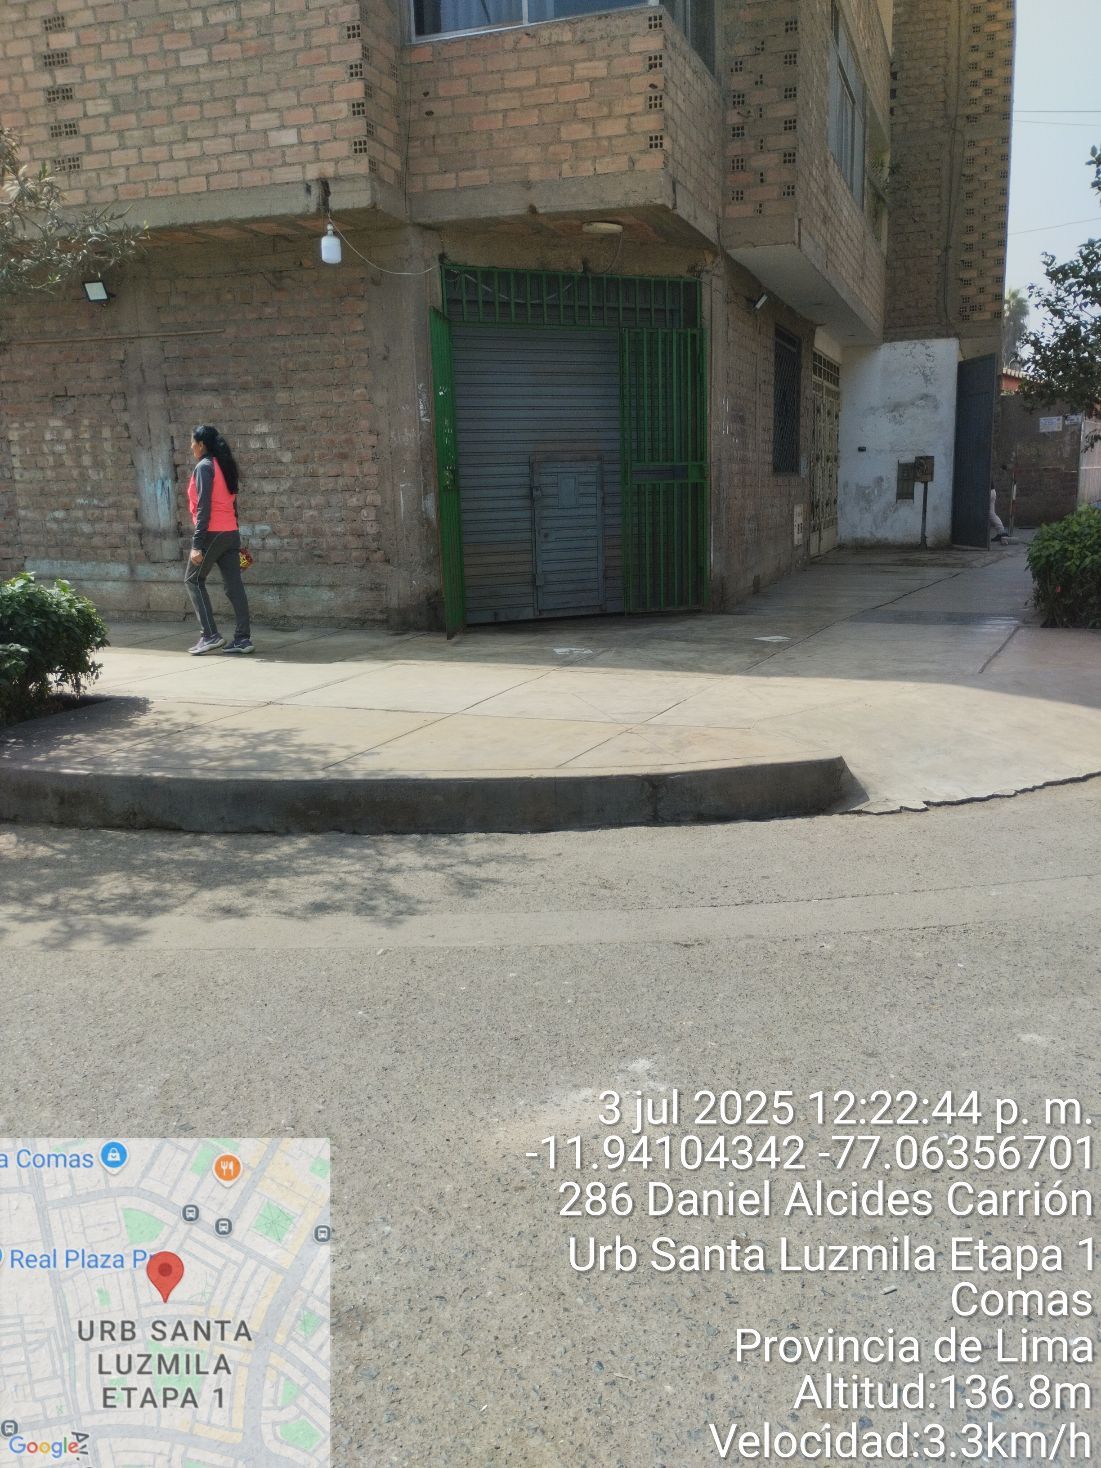 3 jul 2025 12:22:44 p. m.
-11.94104342 -77.06356701
286 Daniel Alcides Carrión
Urb Santa Luzmila Etapa 1
Comas
Provincia de Lima
Altitud:136.8m
Velocidad:3.3km/h
a Comas
Real Plaza Pr
URB SANTA
LUZMILA
ETAPA 1
Av.
Google